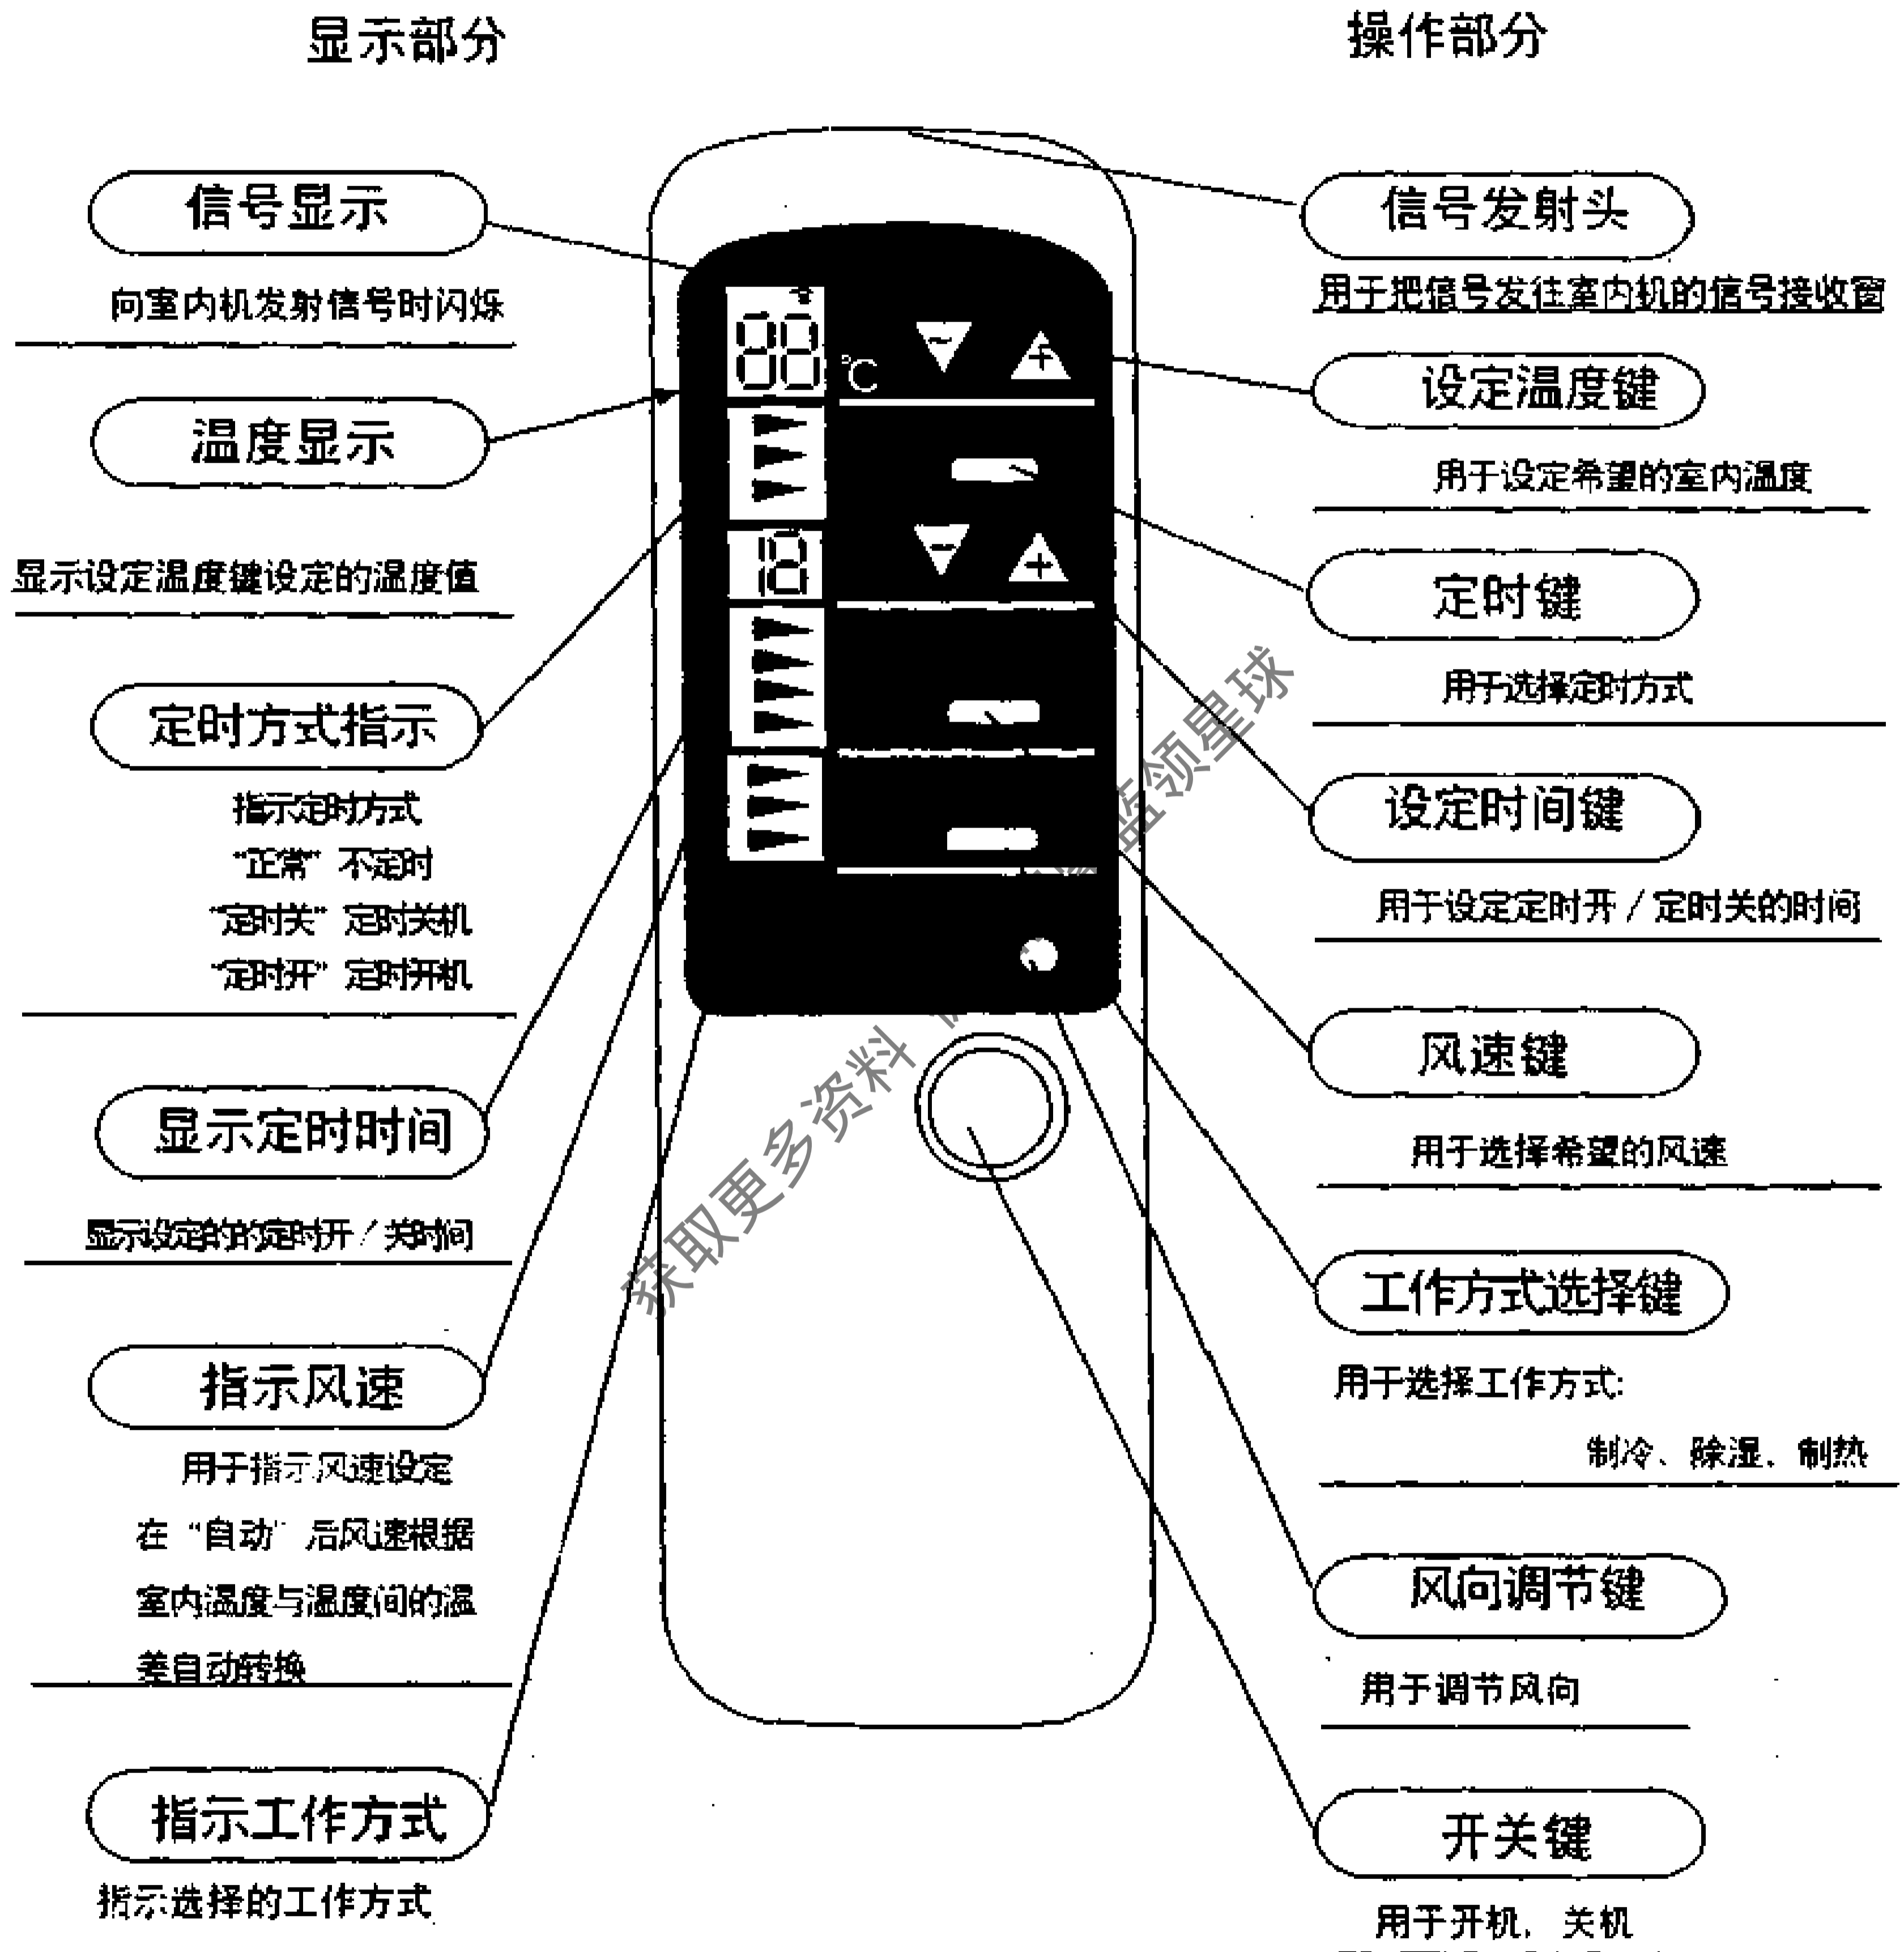 显示部分
操作部分
信号显示
向室内机发射信号时闪烁
温度显示
显示设定温度键设定的温度值
定时方式指示
指示定时方式
“正常”不定时
“定时关”定时关机
“定时开”定时开机
显示定时时间
显示设定的的定时开/关时间
指示风速
用于指示风速设定
在“自动”后风速根据
室内温度与温度间的温
差自动转换
指示工作方式
指示选择的工作方式
88
℃
~
+
12
-
+
信号发射头
用于把信号发往室内机的信号接收窗
设定温度键
用于设定希望的室内温度
定时键
用于选择定时方式
设定时间键
用于设定定时开/定时关的时间
风速键
用于选择希望的风速
工作方式选择键
用于选择工作方式:
制冷、除湿、制热
风向调节键
用于调节风向
开关键
用于开机、关机
获取更多资料
蓝领星球